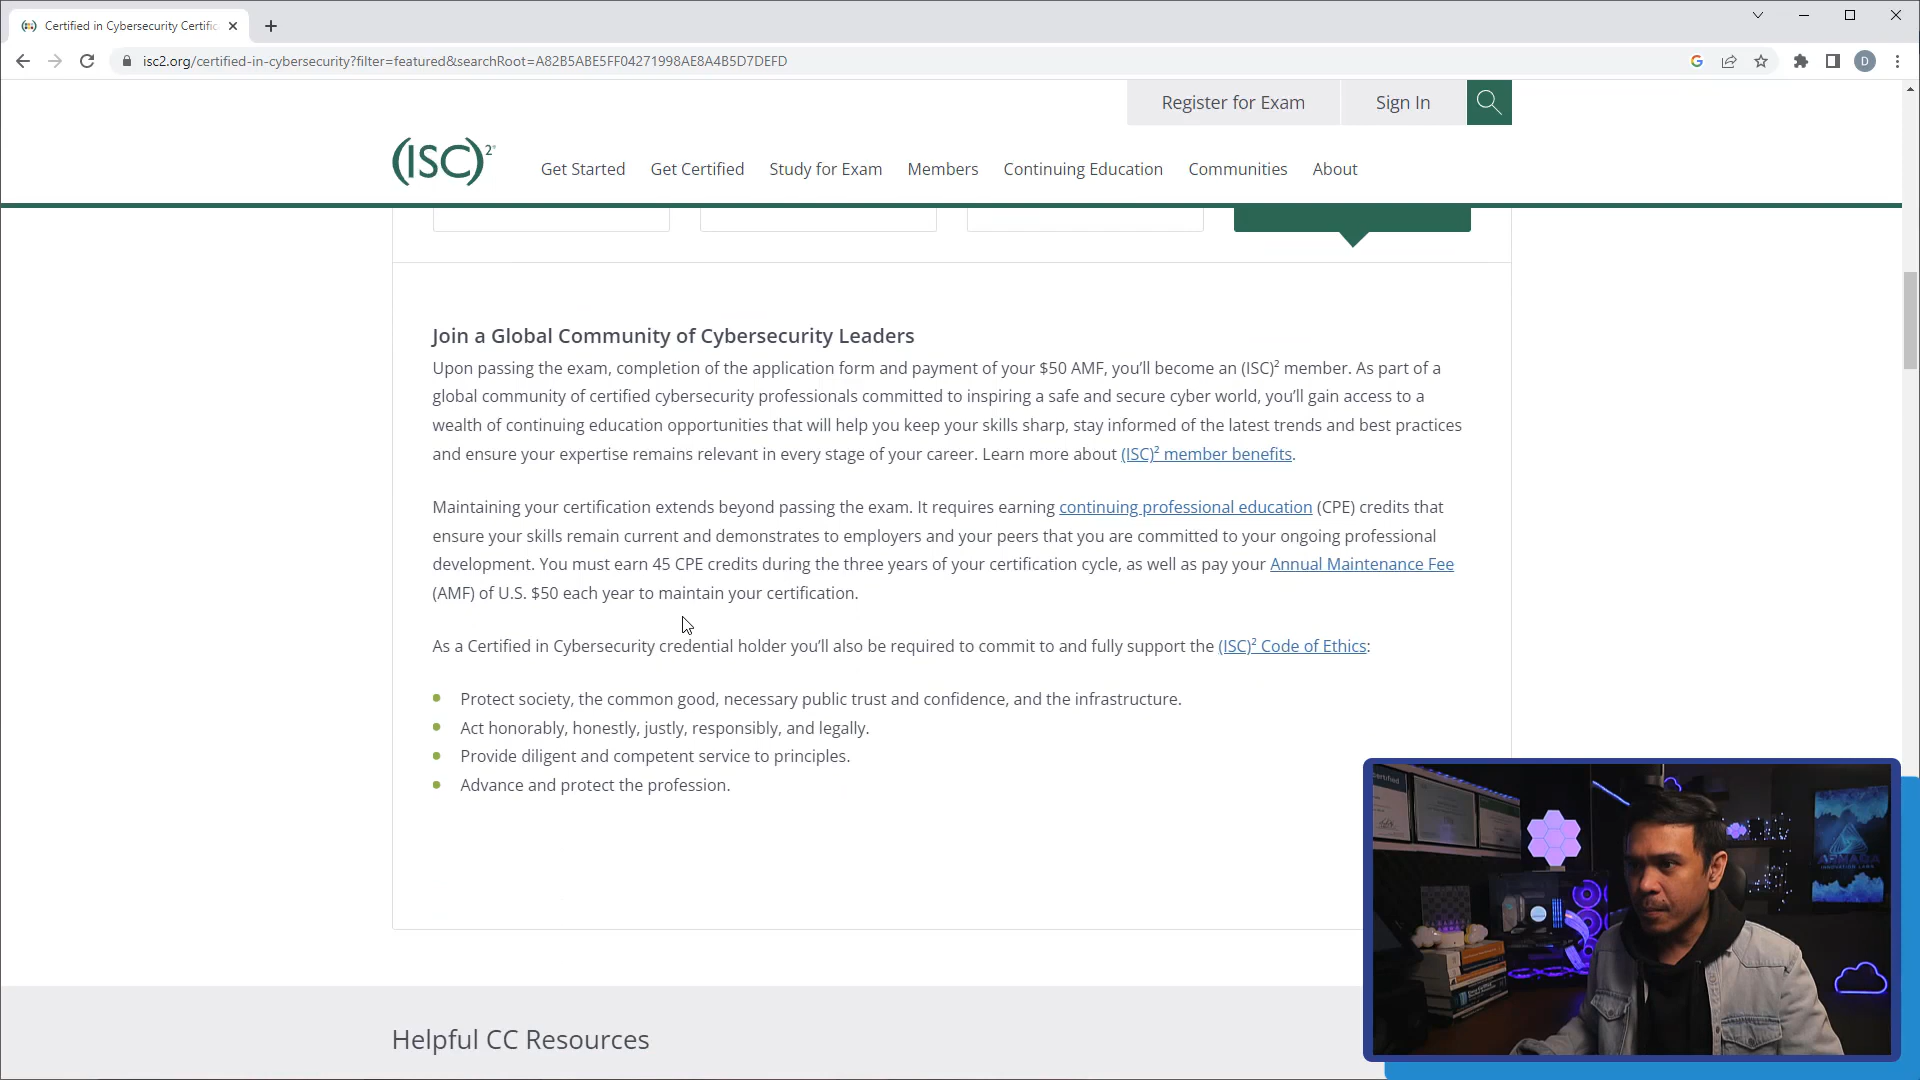 Certified in Cybersecurity Certific
isc2.org/certified-in-cybersecurity?filter=featured&searchRoot=A82B5ABE5FF04271998AE8A4B5D7DEFD
D
Register for Exam
Sign In
(ISC)²
Get Started
Get Certified
Study for Exam
Members
Continuing Education
Communities
About
Join a Global Community of Cybersecurity Leaders
Upon passing the exam, completion of the application form and payment of your $50 AMF, you’ll become an (ISC)² member. As part of a
global community of certified cybersecurity professionals committed to inspiring a safe and secure cyber world, you’ll gain access to a
wealth of continuing education opportunities that will help you keep your skills sharp, stay informed of the latest trends and best practices
and ensure your expertise remains relevant in every stage of your career. Learn more about (ISC)² member benefits.
Maintaining your certification extends beyond passing the exam. It requires earning continuing professional education (CPE) credits that
ensure your skills remain current and demonstrates to employers and your peers that you are committed to your ongoing professional
development. You must earn 45 CPE credits during the three years of your certification cycle, as well as pay your Annual Maintenance Fee
(AMF) of U.S. $50 each year to maintain your certification.
As a Certified in Cybersecurity credential holder you’ll also be required to commit to and fully support the (ISC)² Code of Ethics:
Protect society, the common good, necessary public trust and confidence, and the infrastructure.
Act honorably, honestly, justly, responsibly, and legally.
Provide diligent and competent service to principles.
Advance and protect the profession.
Helpful CC Resources
ARMADA
INNOVATION LABS